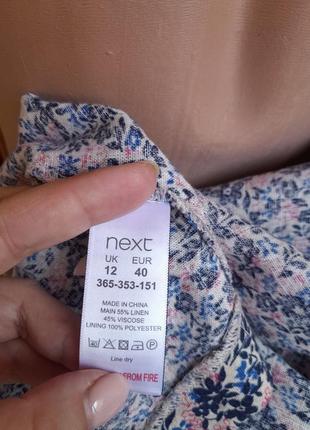 next
UK EUR
12 40
365-353-151
MADE IN CHINA
MAIN 55% LINEN
45% VISCOSE
LINING 100% POLYESTER
Line dry
FROM FIRE